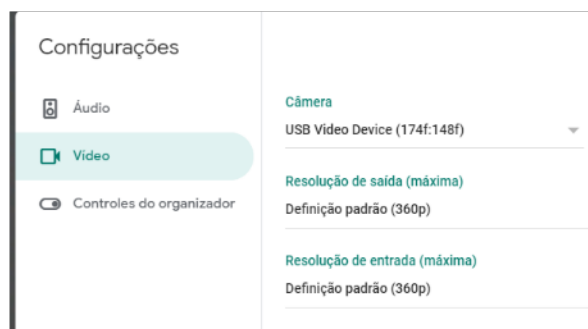 Configurações
Áudio
Vídeo
Controles do organizador
Câmera
USB Video Device (174f:148f)
Resolução de saída (máxima)
Definição padrão (360p)
Resolução de entrada (máxima)
Definição padrão (360p)